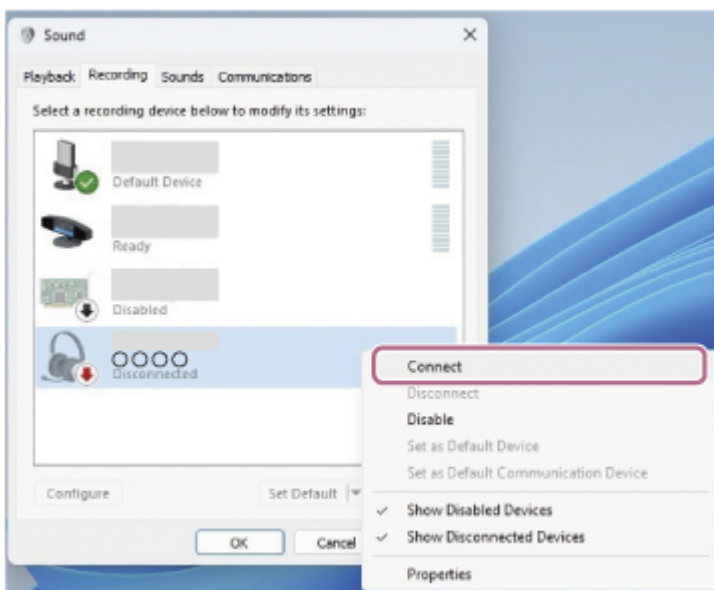 Sound
Playback Recording Sounds Communications
Select a recording device below to modify its settings:
Default Device
Ready
Disabled
OOOO
Disconnected
Connect
Disconnect
Disable
Set as Default Device
Set as Default Communication Device
Show Disabled Devices
Show Disconnected Devices
Properties
Configure
Set Default
OK
Cancel